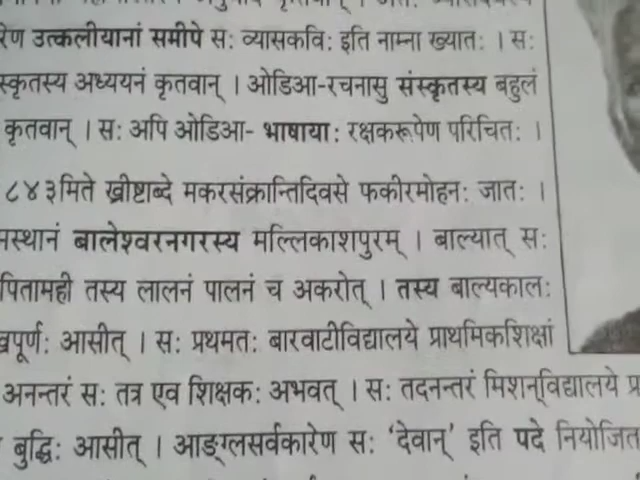 उत्कलीयानां समीपे सः व्यासकविः इति नाम्ना ख्यातः । सः
अध्ययनं कृतवान् । ओडिआ-रचनासु संस्कृतस्य बहुलं
कृतवान् । सः अपि ओडिआ- भाषायाः रक्षकरूपेण परिचितः ।
८४३मिते ख्रीष्टाब्दे मकरसंक्रान्तिदिवसे फकीरमोहनः जातः ।
बालेश्वरनगरस्य मल्लिकाशपुरम् । बाल्यात् सः
पितामही तस्य लालनं पालनं च अकरोत् । तस्य बाल्यकालः
आसीत् । सः प्रथमतः बारवाटीविद्यालये प्राथमिकशिक्षां
अनन्तरं सः तत्र एव शिक्षकः अभवत् । सः तदनन्तरं मिशन्‌विद्यालये प्र
बुद्धिः आसीत् । आङ्ग्लसर्वकारेण सः ‘देवान्’ इति पदे नियोजित